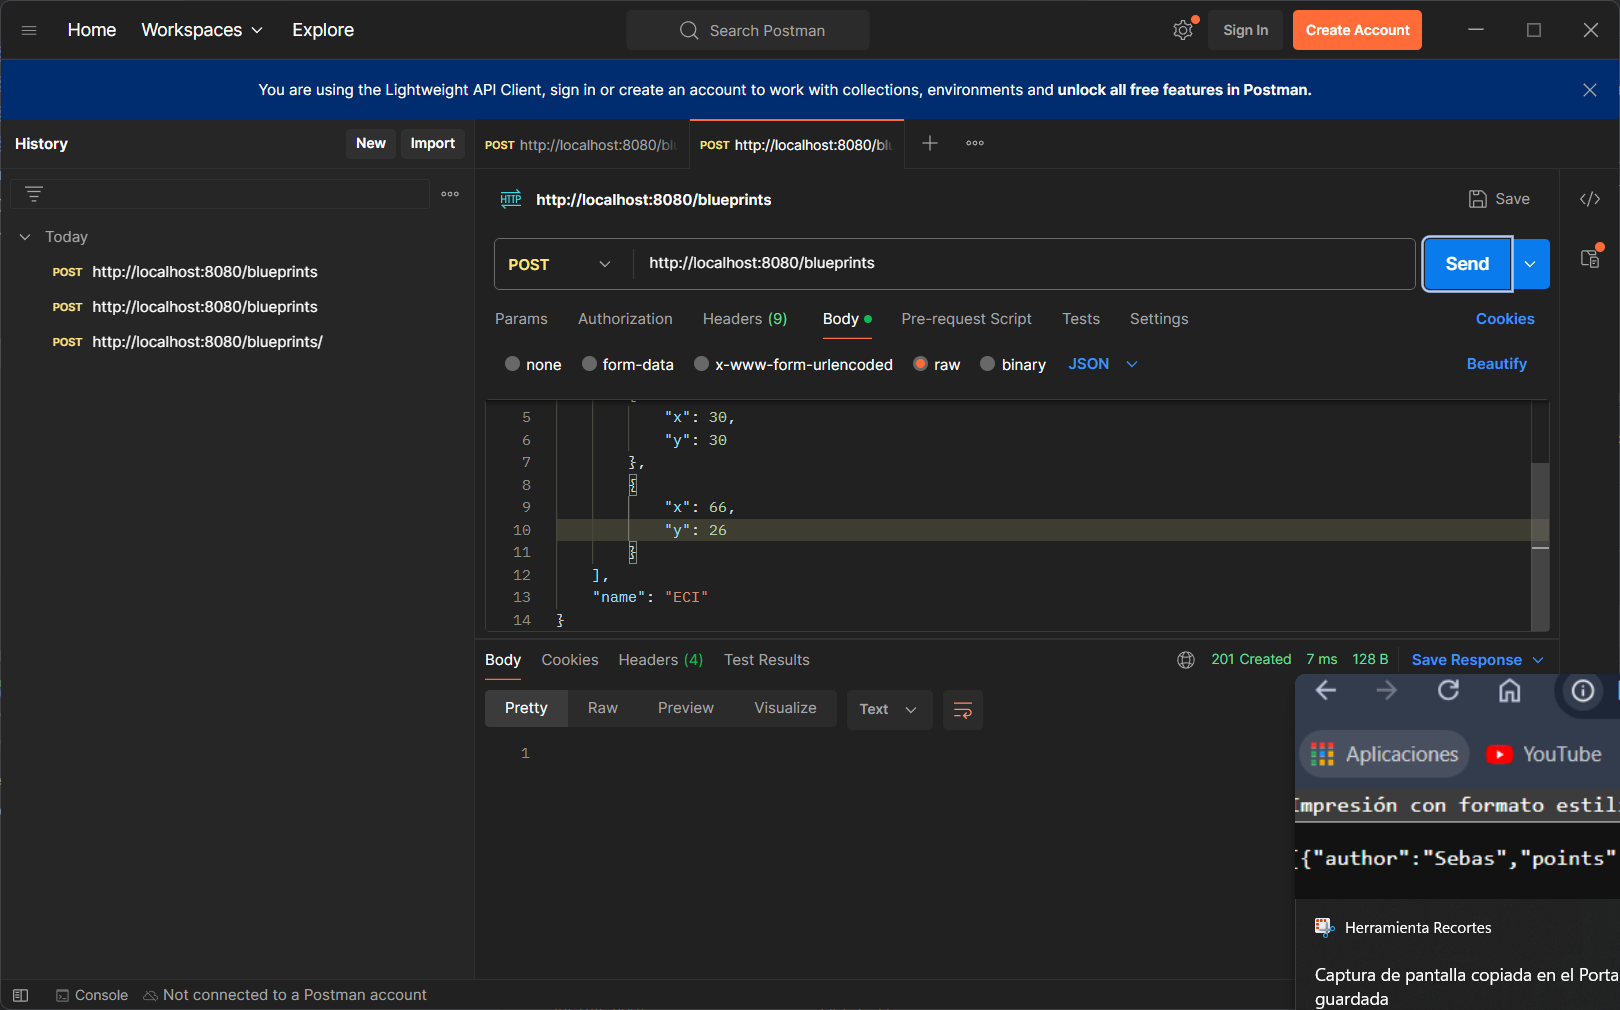 Home
Workspaces
Explore
Search Postman
Sign In
Create Account
You are using the Lightweight API Client, sign in or create an account to work with collections, environments and unlock all free features in Postman.
History
New
Import
POST http://localhost:8080/bl
POST http://localhost:8080/bl
HTTP
http://localhost:8080/blueprints
Save
Today
POST http://localhost:8080/blueprints
POST http://localhost:8080/blueprints
POST http://localhost:8080/blueprints/
POST
http://localhost:8080/blueprints
Send
Params
Authorization
Headers (9)
Body
Pre-request Script
Tests
Settings
Cookies
none
form-data
x-www-form-urlencoded
raw
binary
JSON
Beautify
5 "x": 30,
6 "y": 30
7 },
8 {
9 "x": 66,
10 "y": 26
11 }
12 ],
13 "name": "ECI"
14 }
Body
Cookies
Headers (4)
Test Results
201 Created
7 ms
128 B
Save Response
Pretty
Raw
Preview
Visualize
Text
1
Aplicaciones
YouTube
Impresión con formato estil
[{"author":"Sebas","points"
Herramienta Recortes
Captura de pantalla copiada en el Porta
guardada
Console
Not connected to a Postman account